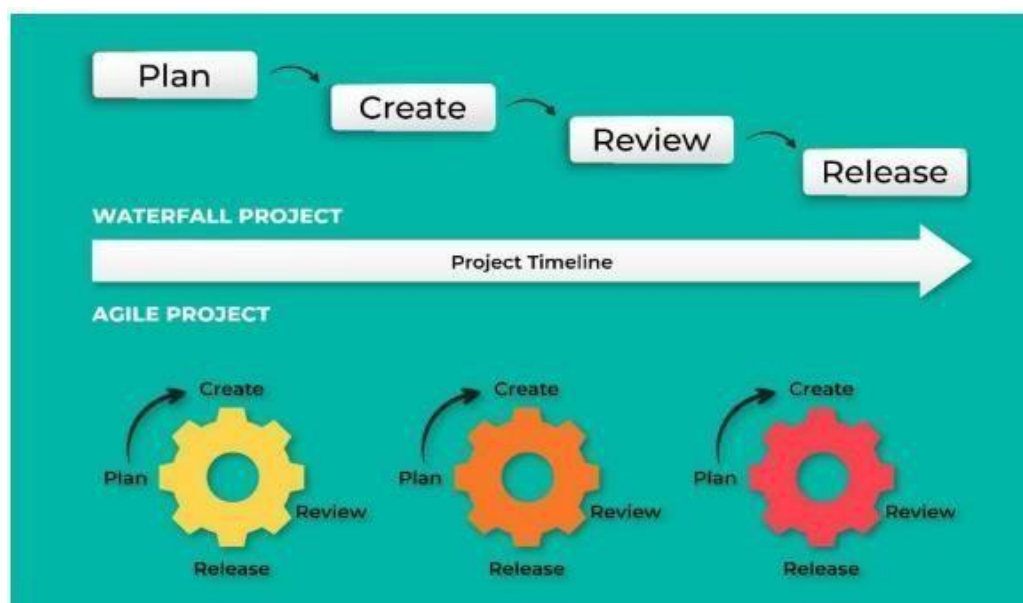 Plan
Create
Review
Release
WATERFALL PROJECT
Project Timeline
AGILE PROJECT
Create
Plan
Review
Release
Create
Plan
Review
Release
Create
Plan
Review
Release